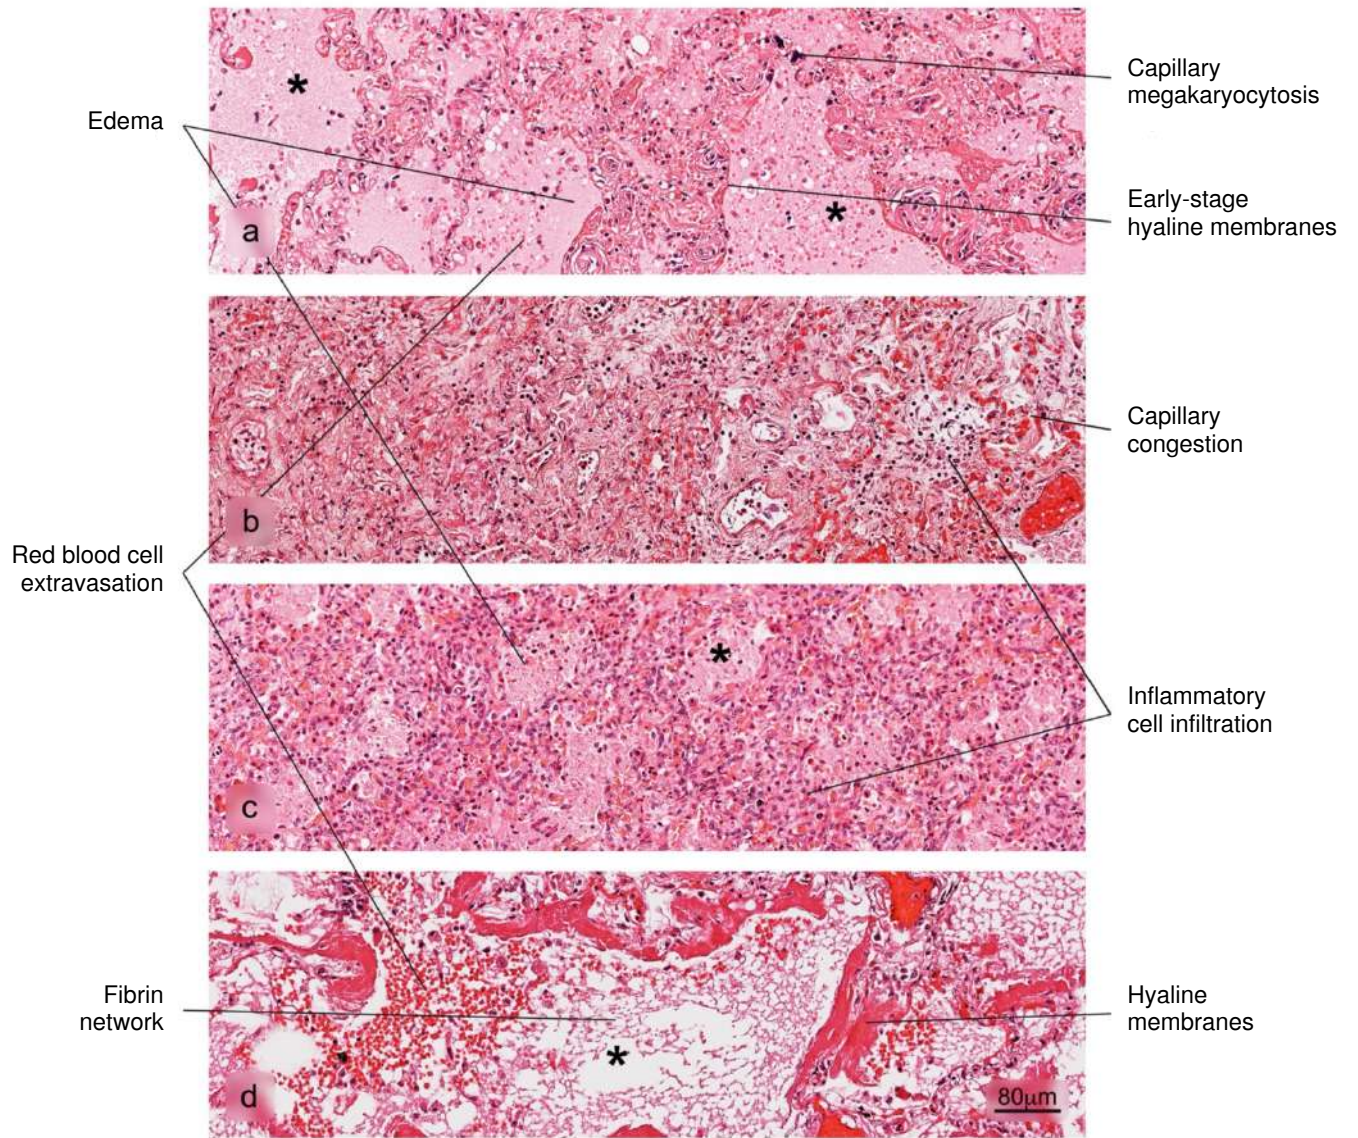 Capillary
megakaryocytosis
Edema
Early-stage
hyaline membranes
a
Capillary
congestion
b
Red blood cell
extravasation
Inflammatory
cell infiltration
c
Fibrin
network
Hyaline
membranes
d
80µm